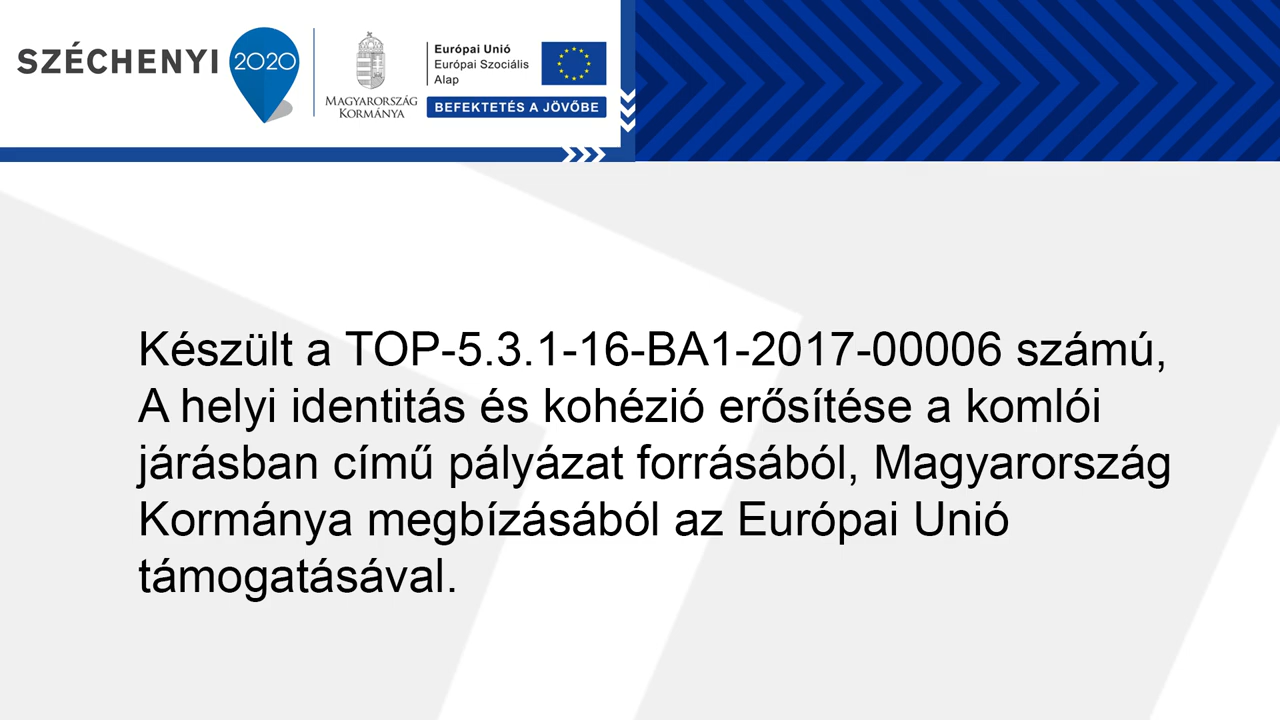 SZÉCHENYI 2020
MAGYARORSZÁG
KORMÁNYA
Európai Unió
Európai Szociális
Alap
BEFEKTETÉS A JÖVŐBE
Készült a TOP-5.3.1-16-BA1-2017-00006 számú,
A helyi identitás és kohézió erősítése a komlói
járásban című pályázat forrásából, Magyarország
Kormánya megbízásából az Európai Unió
támogatásával.